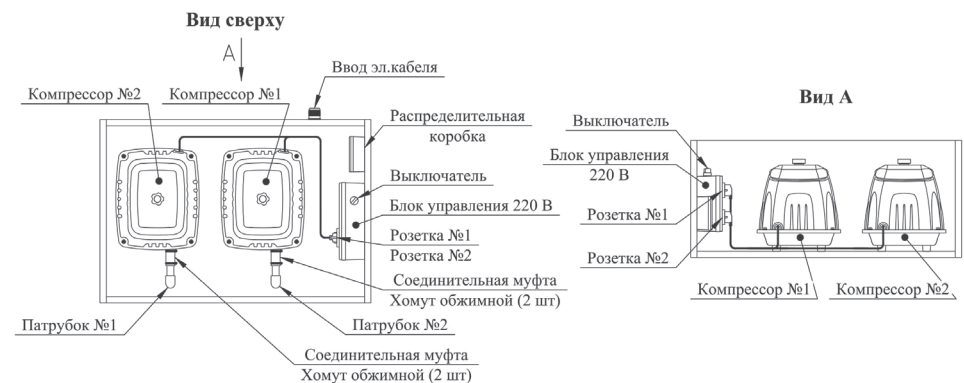 Вид сверху
А
Ввод эл.кабеля
Компрессор №2
Компрессор №1
Распределительная
коробка
Выключатель
Блок управления 220 В
Розетка №1
Розетка №2
Соединительная муфта
Хомут обжимной (2 шт)
Патрубок №1
Патрубок №2
Соединительная муфта
Хомут обжимной (2 шт)
Вид А
Выключатель
Блок управления
220 В
Розетка №1
Розетка №2
Компрессор №1
Компрессор №2